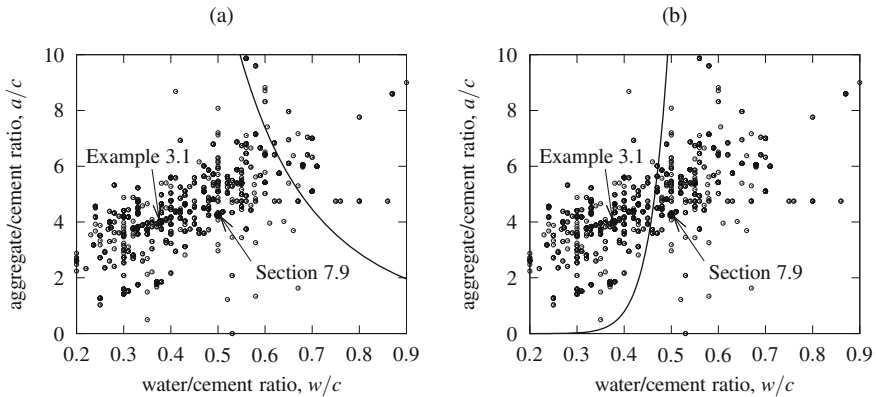 (a)
10
8
6
4
2
0
aggregate/cement ratio, a/c
Example 3.1
Section 7.9
0.2 0.3 0.4 0.5 0.6 0.7 0.8 0.9
water/cement ratio, w/c
(b)
10
8
6
4
2
0
aggregate/cement ratio, a/c
Example 3.1
Section 7.9
0.2 0.3 0.4 0.5 0.6 0.7 0.8 0.9
water/cement ratio, w/c